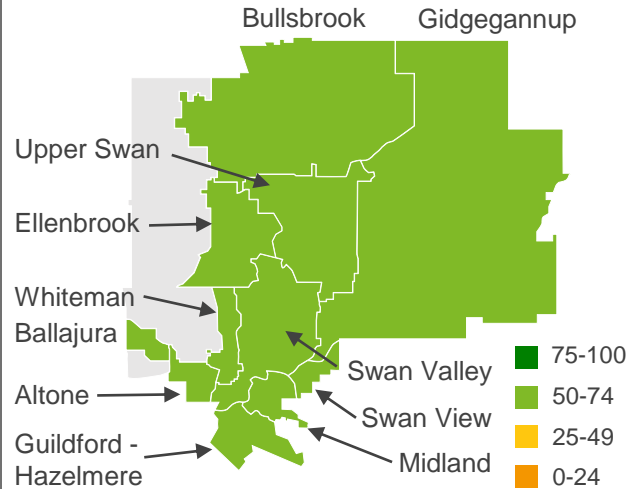 Bullsbrook Gidgegannup
Upper Swan
Ellenbrook
Whiteman
Ballajura
Altone
Guildford -
Hazelmere
Swan Valley
Swan View
Midland
75-100
50-74
25-49
0-24